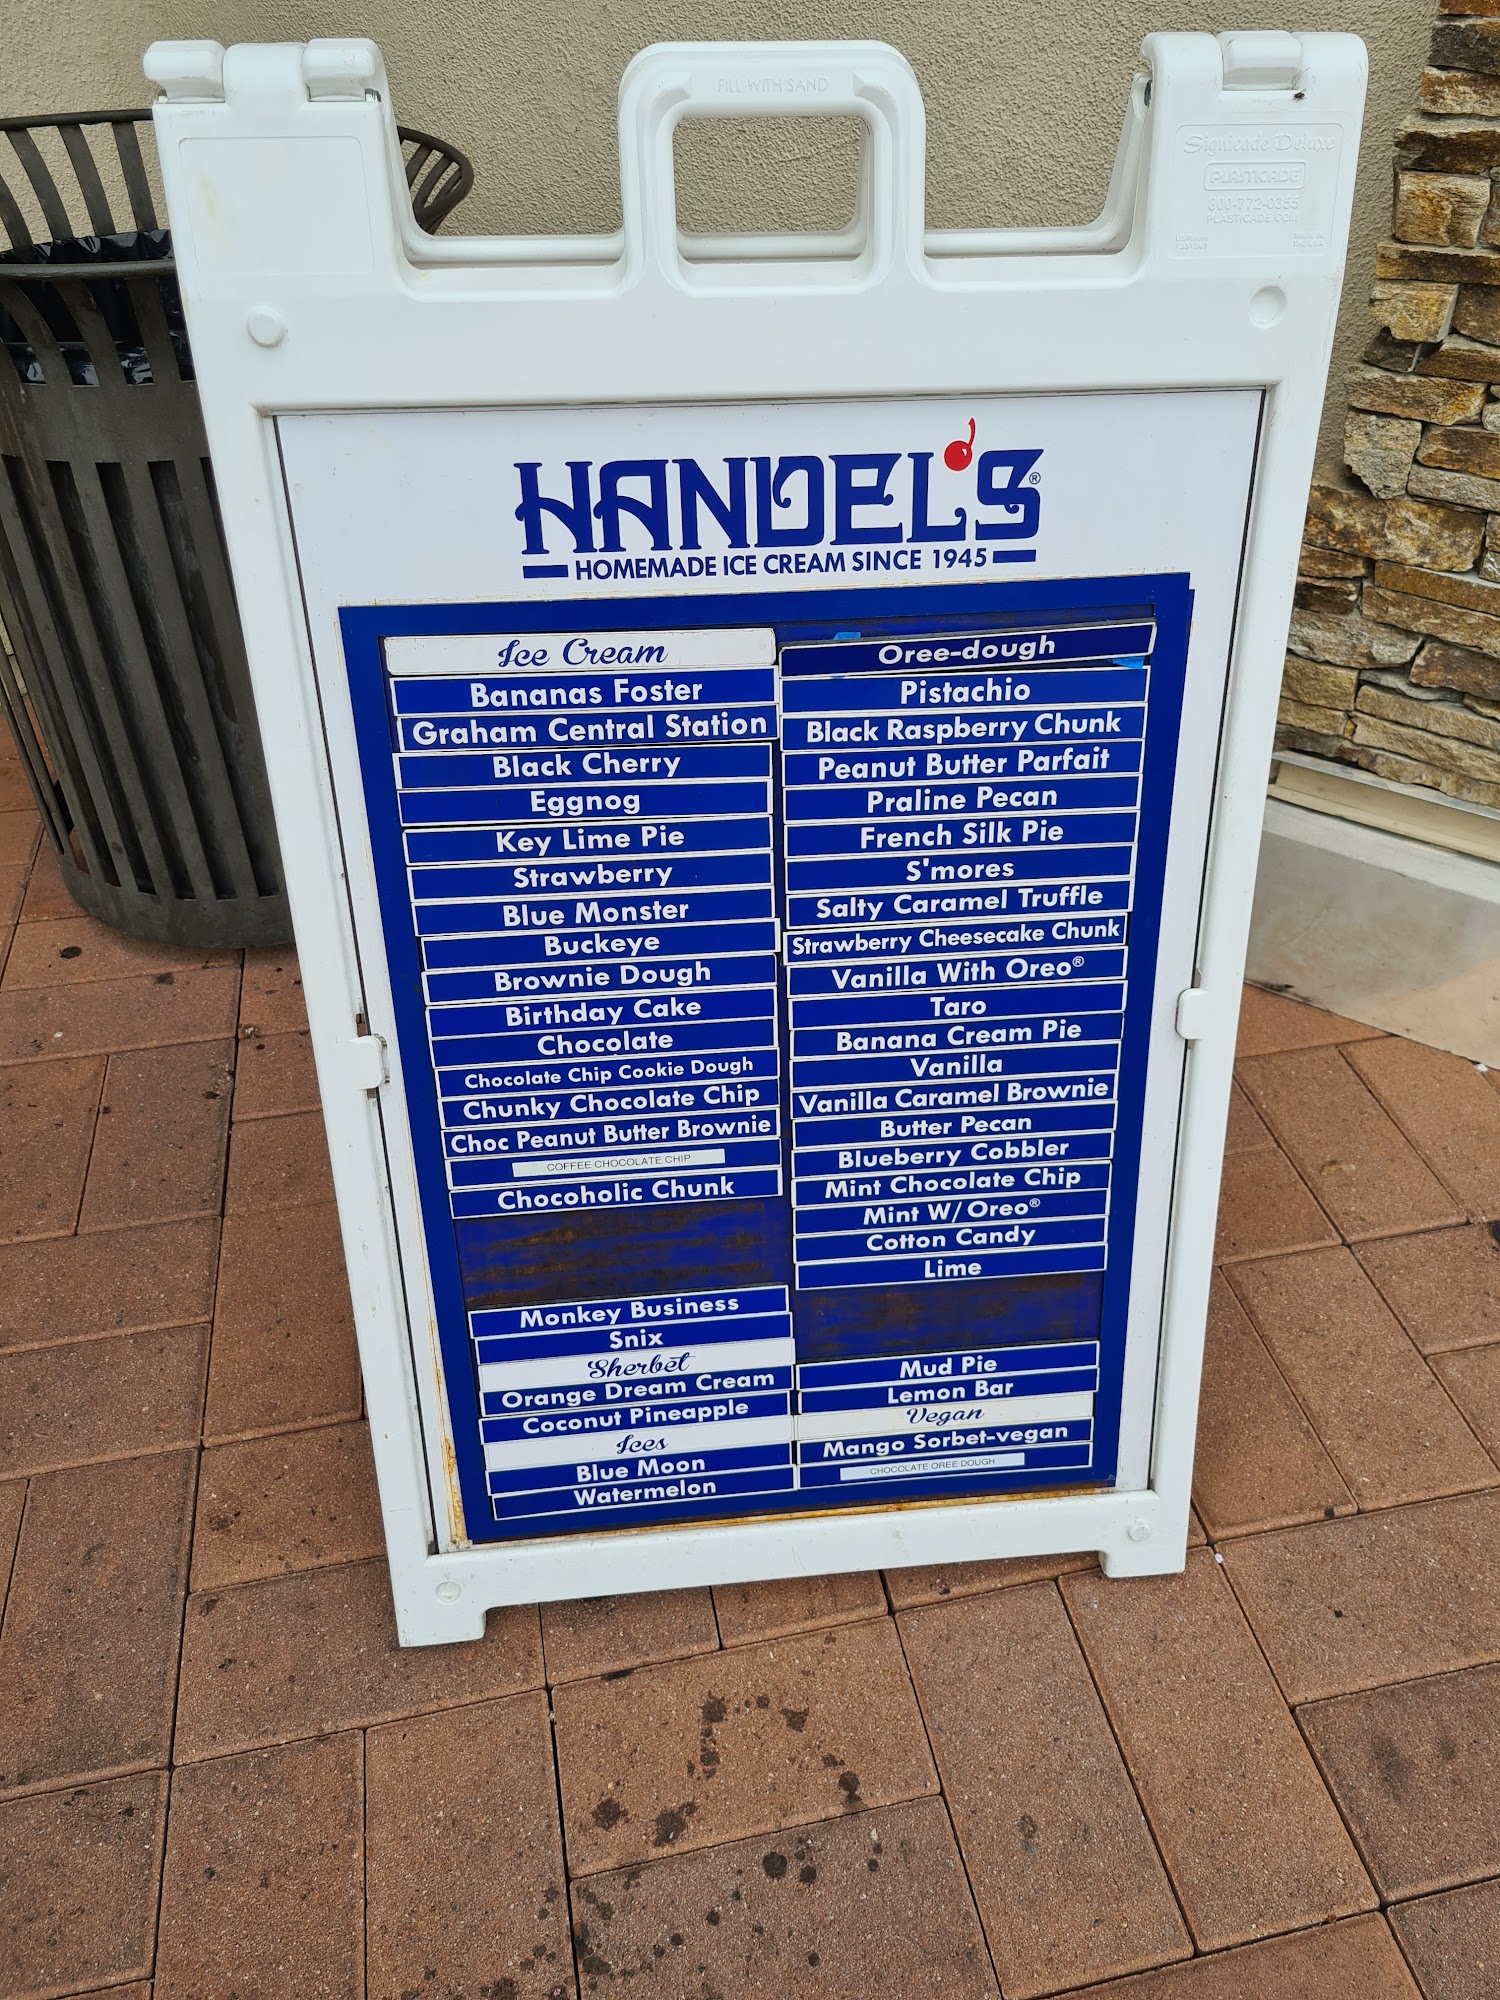 FILL WITH SAND
Signicade Deluxe
PLASTICADE
800-772-0355
PLASTICADE.COM
MADE IN
THE USA
HANDEL'S®
HOMEMADE ICE CREAM SINCE 1945
Ice Cream
Bananas Foster
Graham Central Station
Black Cherry
Eggnog
Key Lime Pie
Strawberry
Blue Monster
Buckeye
Brownie Dough
Birthday Cake
Chocolate
Chocolate Chip Cookie Dough
Chunky Chocolate Chip
Choc Peanut Butter Brownie
COFFEE CHOCOLATE CHIP
Chocoholic Chunk
Monkey Business
Snix
Sherbet
Orange Dream Cream
Coconut Pineapple
Ices
Blue Moon
Watermelon
Oree-dough
Pistachio
Black Raspberry Chunk
Peanut Butter Parfait
Praline Pecan
French Silk Pie
S'mores
Salty Caramel Truffle
Strawberry Cheesecake Chunk
Vanilla With Oreo®
Taro
Banana Cream Pie
Vanilla
Vanilla Caramel Brownie
Butter Pecan
Blueberry Cobbler
Mint Chocolate Chip
Mint W/Oreo®
Cotton Candy
Lime
Mud Pie
Lemon Bar
Vegan
Mango Sorbet-vegan
CHOCOLATE OREE DOUGH